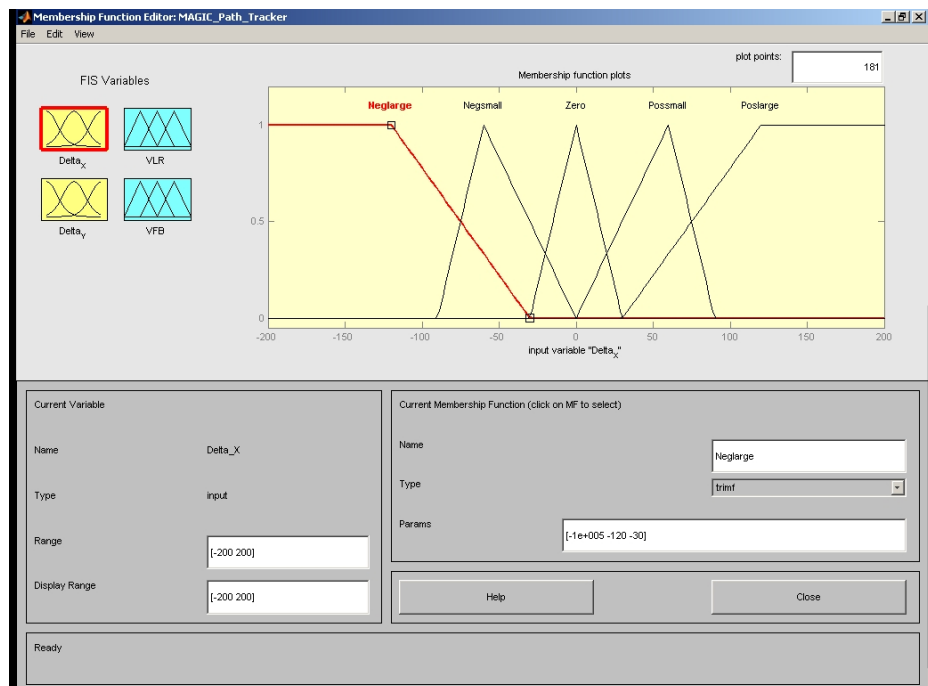 Membership Function Editor: MAGIC_Path_Tracker
File Edit View
FIS Variables
Delta_X
VLR
Delta_Y
VFB
plot points:
181
Membership function plots
Neglarge Negsmall Zero Possmall Poslarge
1
0.5
0
-200 -150 -100 -50 0 50 100 150 200
input variable "Delta_X"
Current Variable
Name Delta_X
Type input
Range [-200 200]
Display Range [-200 200]
Current Membership Function (click on MF to select)
Name Neglarge
Type trimf
Params [-1e+005 -120 -30]
Help Close
Ready